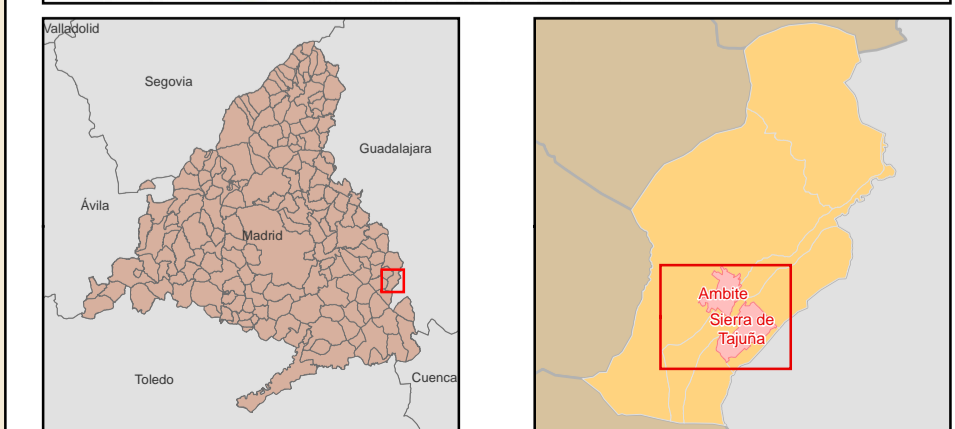 Valladolid
Segovia
Guadalajara
Ávila
Madrid
Toledo
Cuenca
Ambite
Sierra de
Tajuña